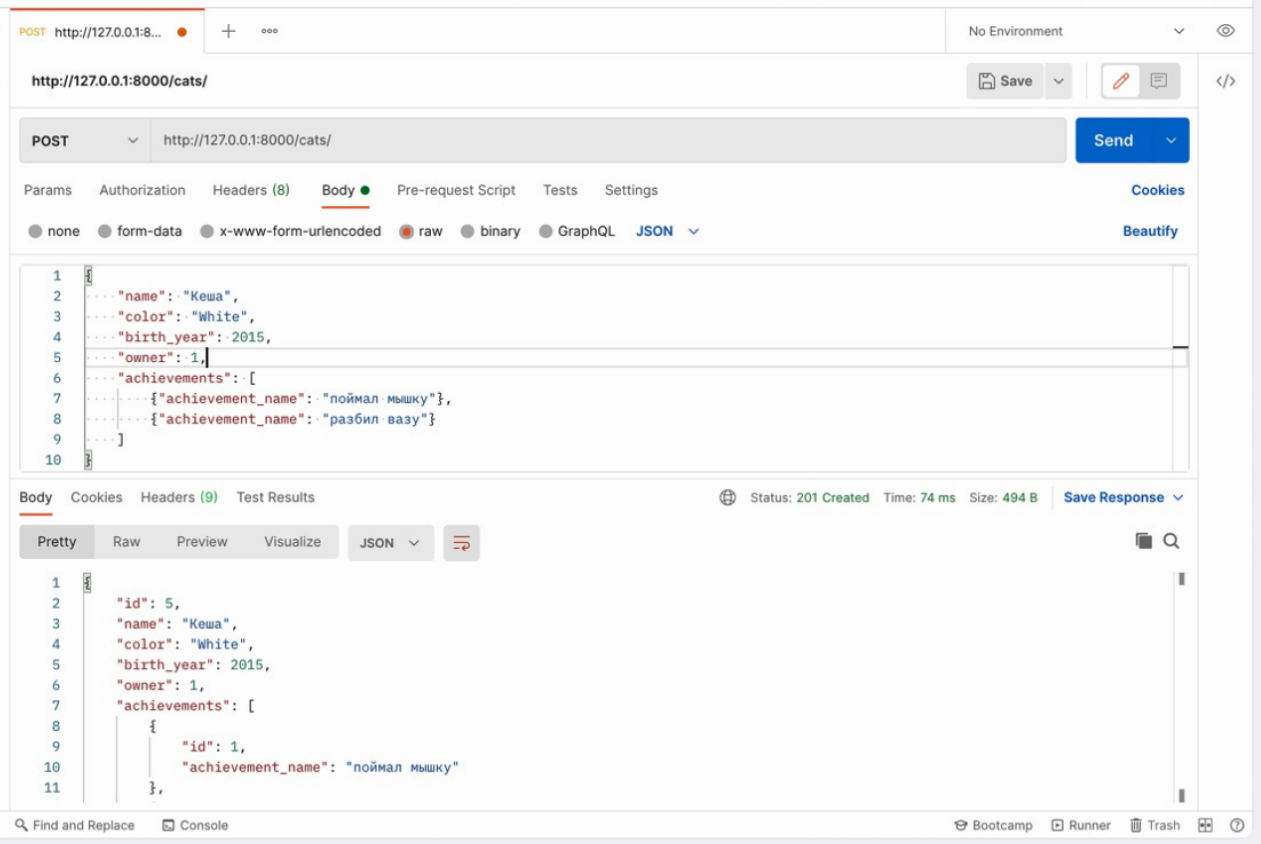 POST http://127.0.0.1:8... No Environment
http://127.0.0.1:8000/cats/ Save
POST http://127.0.0.1:8000/cats/ Send
Params Authorization Headers (8) Body Pre-request Script Tests Settings Cookies
none form-data x-www-form-urlencoded raw binary GraphQL JSON Beautify
1 {
2 "name": "Кеша",
3 "color": "White",
4 "birth_year": 2015,
5 "owner": 1,
6 "achievements": [
7 {"achievement_name": "поймал мышку"},
8 {"achievement_name": "разбил вазу"}
9 ]
10 }
Body Cookies Headers (9) Test Results Status: 201 Created Time: 74 ms Size: 494 B Save Response
Pretty Raw Preview Visualize JSON
1 {
2 "id": 5,
3 "name": "Кеша",
4 "color": "White",
5 "birth_year": 2015,
6 "owner": 1,
7 "achievements": [
8 {
9 "id": 1,
10 "achievement_name": "поймал мышку"
11 },
Find and Replace Console Bootcamp Runner Trash